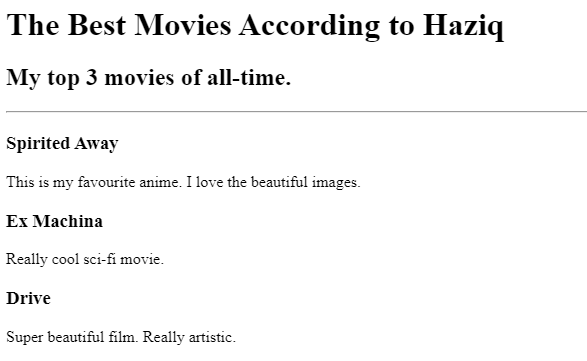 The Best Movies According to Haziq
My top 3 movies of all-time.
Spirited Away
This is my favourite anime. I love the beautiful images.
Ex Machina
Really cool sci-fi movie.
Drive
Super beautiful film. Really artistic.